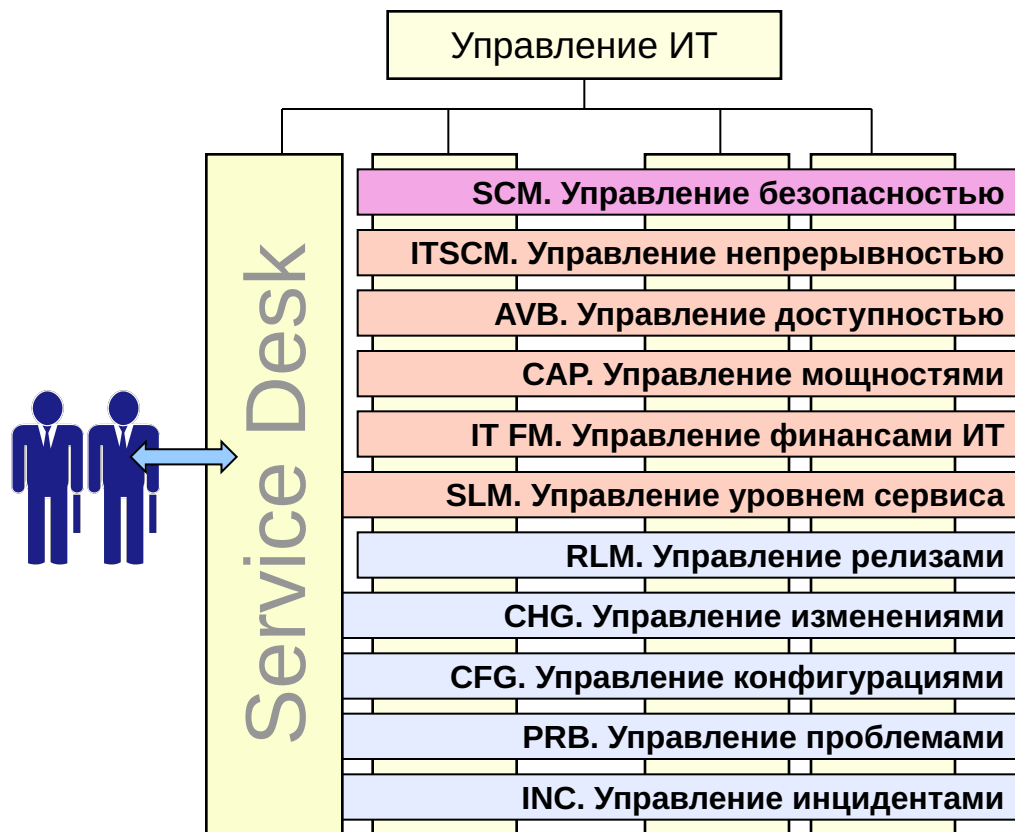 Управление ИТ
Service Desk
SCM. Управление безопасностью
ITSCM. Управление непрерывностью
AVB. Управление доступностью
CAP. Управление мощностями
IT FM. Управление финансами ИТ
SLM. Управление уровнем сервиса
RLM. Управление релизами
CHG. Управление изменениями
CFG. Управление конфигурациями
PRB. Управление проблемами
INC. Управление инцидентами